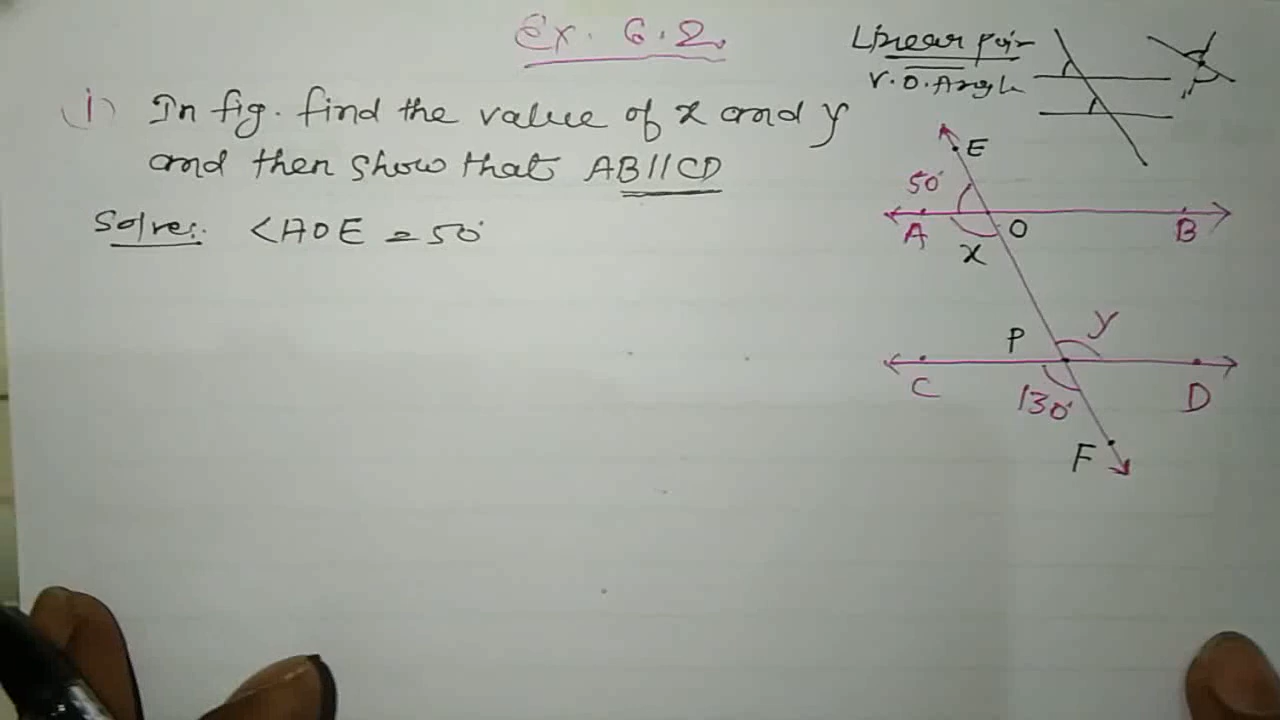 Ex. 6.2.
Linear pair
V.O.Angle
(i) In fig. find the value of x and y
and then show that AB//CD
Solve:. <AOE = 50°
E
50°
A
O
B
x
P
y
C
130°
D
F